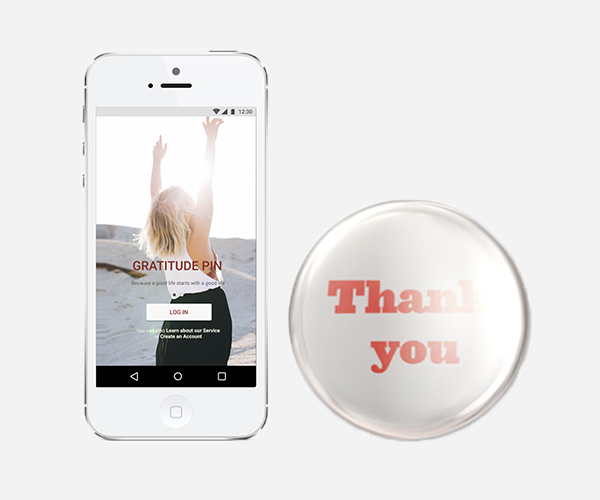 12:30
GRATITUDE PIN
Because a good life starts with a good life
LOG IN
You can also Learn about our Service
or Create an Account
Thank
you